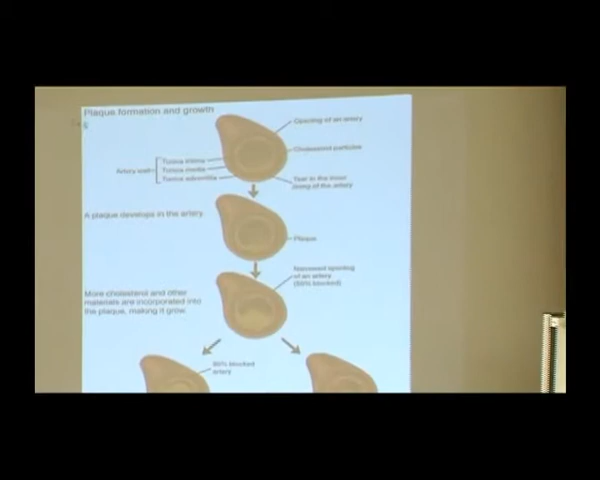 Plaque formation and growth
Opening of an artery
Cholesterol particles
Artery wall
Tunica intima
Tunica media
Tunica adventitia
Tear in the inner
lining of the artery
A plaque develops in the artery.
Plaque
Narrowed opening
of an artery
(50% blocked)
More cholesterol and other
materials are incorporated into
the plaque, making it grow.
blocked
artery